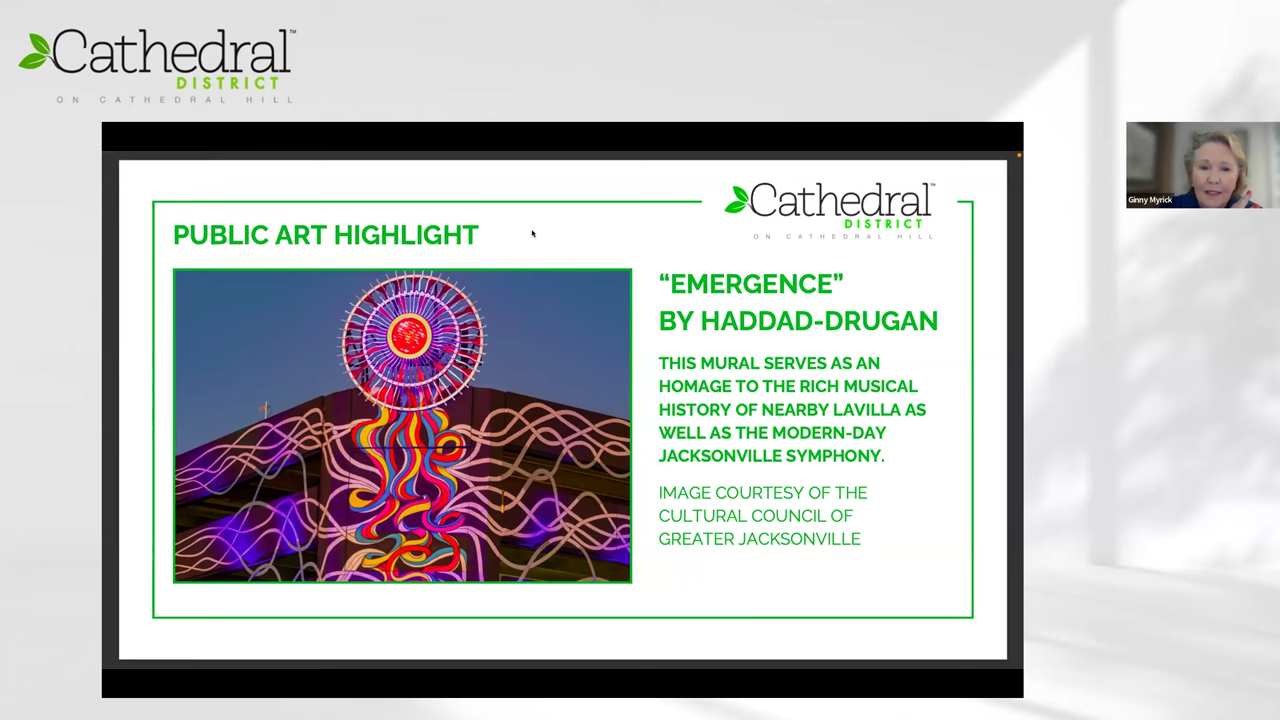 Cathedral™
DISTRICT
ON CATHEDRAL HILL
Cathedral™
DISTRICT
ON CATHEDRAL HILL
PUBLIC ART HIGHLIGHT
“EMERGENCE”
BY HADDAD-DRUGAN
THIS MURAL SERVES AS AN
HOMAGE TO THE RICH MUSICAL
HISTORY OF NEARBY LAVILLA AS
WELL AS THE MODERN-DAY
JACKSONVILLE SYMPHONY.
IMAGE COURTESY OF THE
CULTURAL COUNCIL OF
GREATER JACKSONVILLE
Ginny Myrick